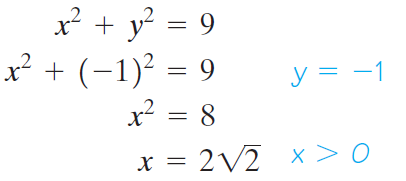 x² + y² = 9
x² + (−1)² = 9 y = −1
x² = 8
x = 2√2 x > 0